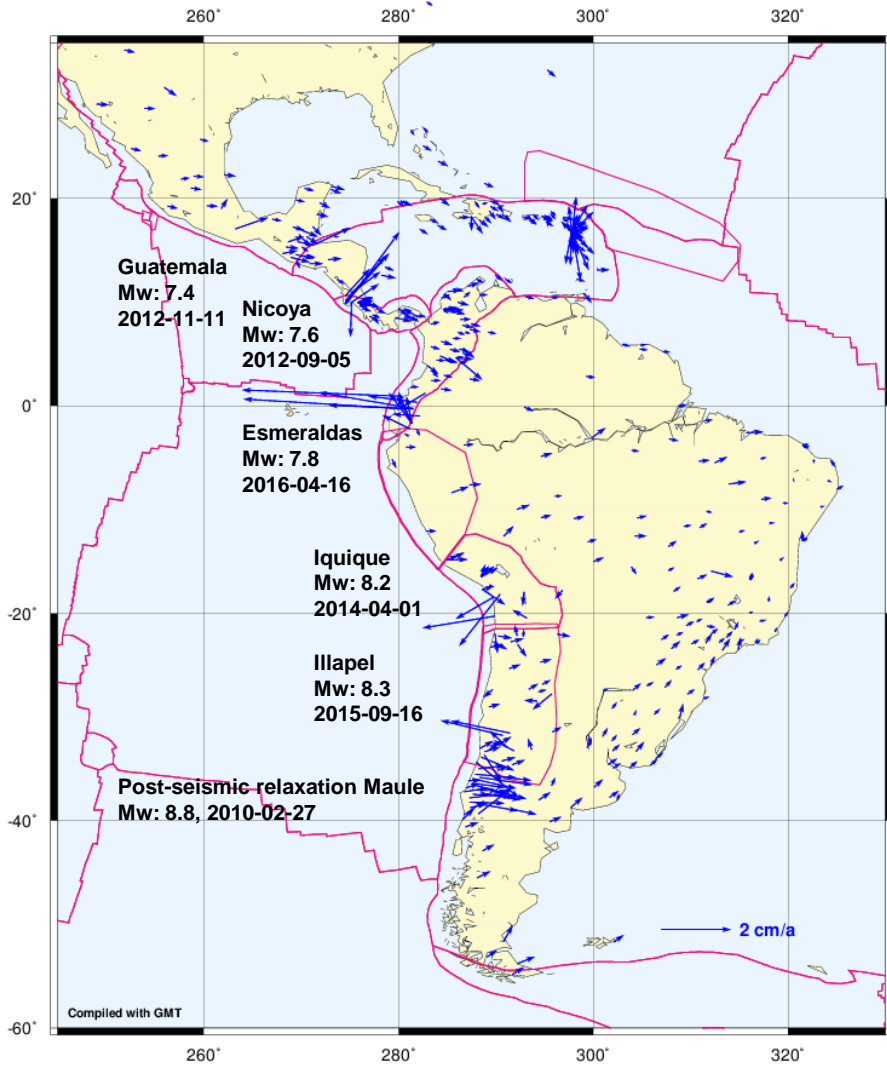 260° 280° 300° 320°
20°
0°
-20°
-40°
-60°
Guatemala
Mw: 7.4
2012-11-11
Nicoya
Mw: 7.6
2012-09-05
Esmeraldas
Mw: 7.8
2016-04-16
Iquique
Mw: 8.2
2014-04-01
Illapel
Mw: 8.3
2015-09-16
Post-seismic relaxation Maule
Mw: 8.8, 2010-02-27
2 cm/a
Compiled with GMT
260° 280° 300° 320°